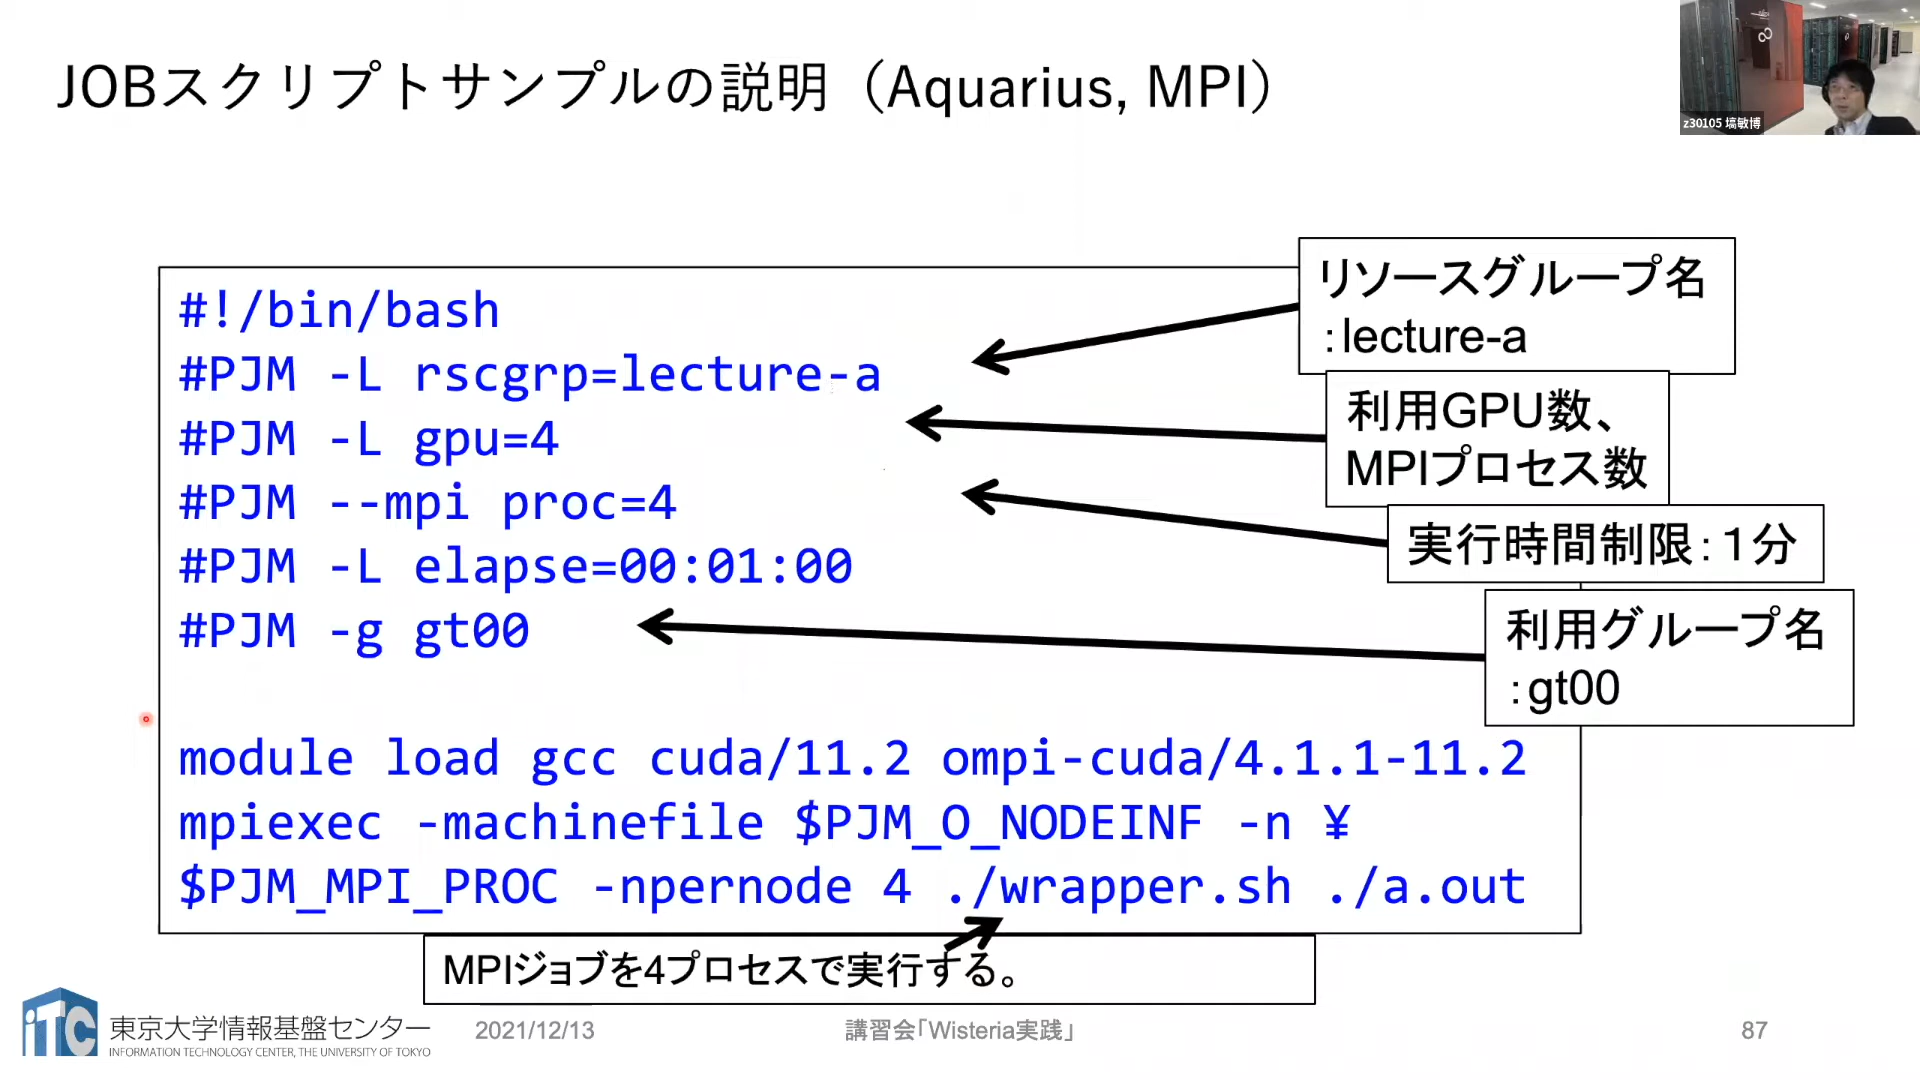 JOBスクリプトサンプルの説明（Aquarius, MPI）
z30105 塙敏博
#!/bin/bash
#PJM -L rscgrp=lecture-a
#PJM -L gpu=4
#PJM --mpi proc=4
#PJM -L elapse=00:01:00
#PJM -g gt00
module load gcc cuda/11.2 ompi-cuda/4.1.1-11.2
mpiexec -machinefile $PJM_O_NODEINF -n ¥
$PJM_MPI_PROC -npernode 4 ./wrapper.sh ./a.out
リソースグループ名
：lecture-a
利用GPU数、
MPIプロセス数
実行時間制限：１分
利用グループ名
：gt00
MPIジョブを4プロセスで実行する。
iTC
東京大学情報基盤センター
INFORMATION TECHNOLOGY CENTER, THE UNIVERSITY OF TOKYO
2021/12/13
講習会「Wisteria実践」
87